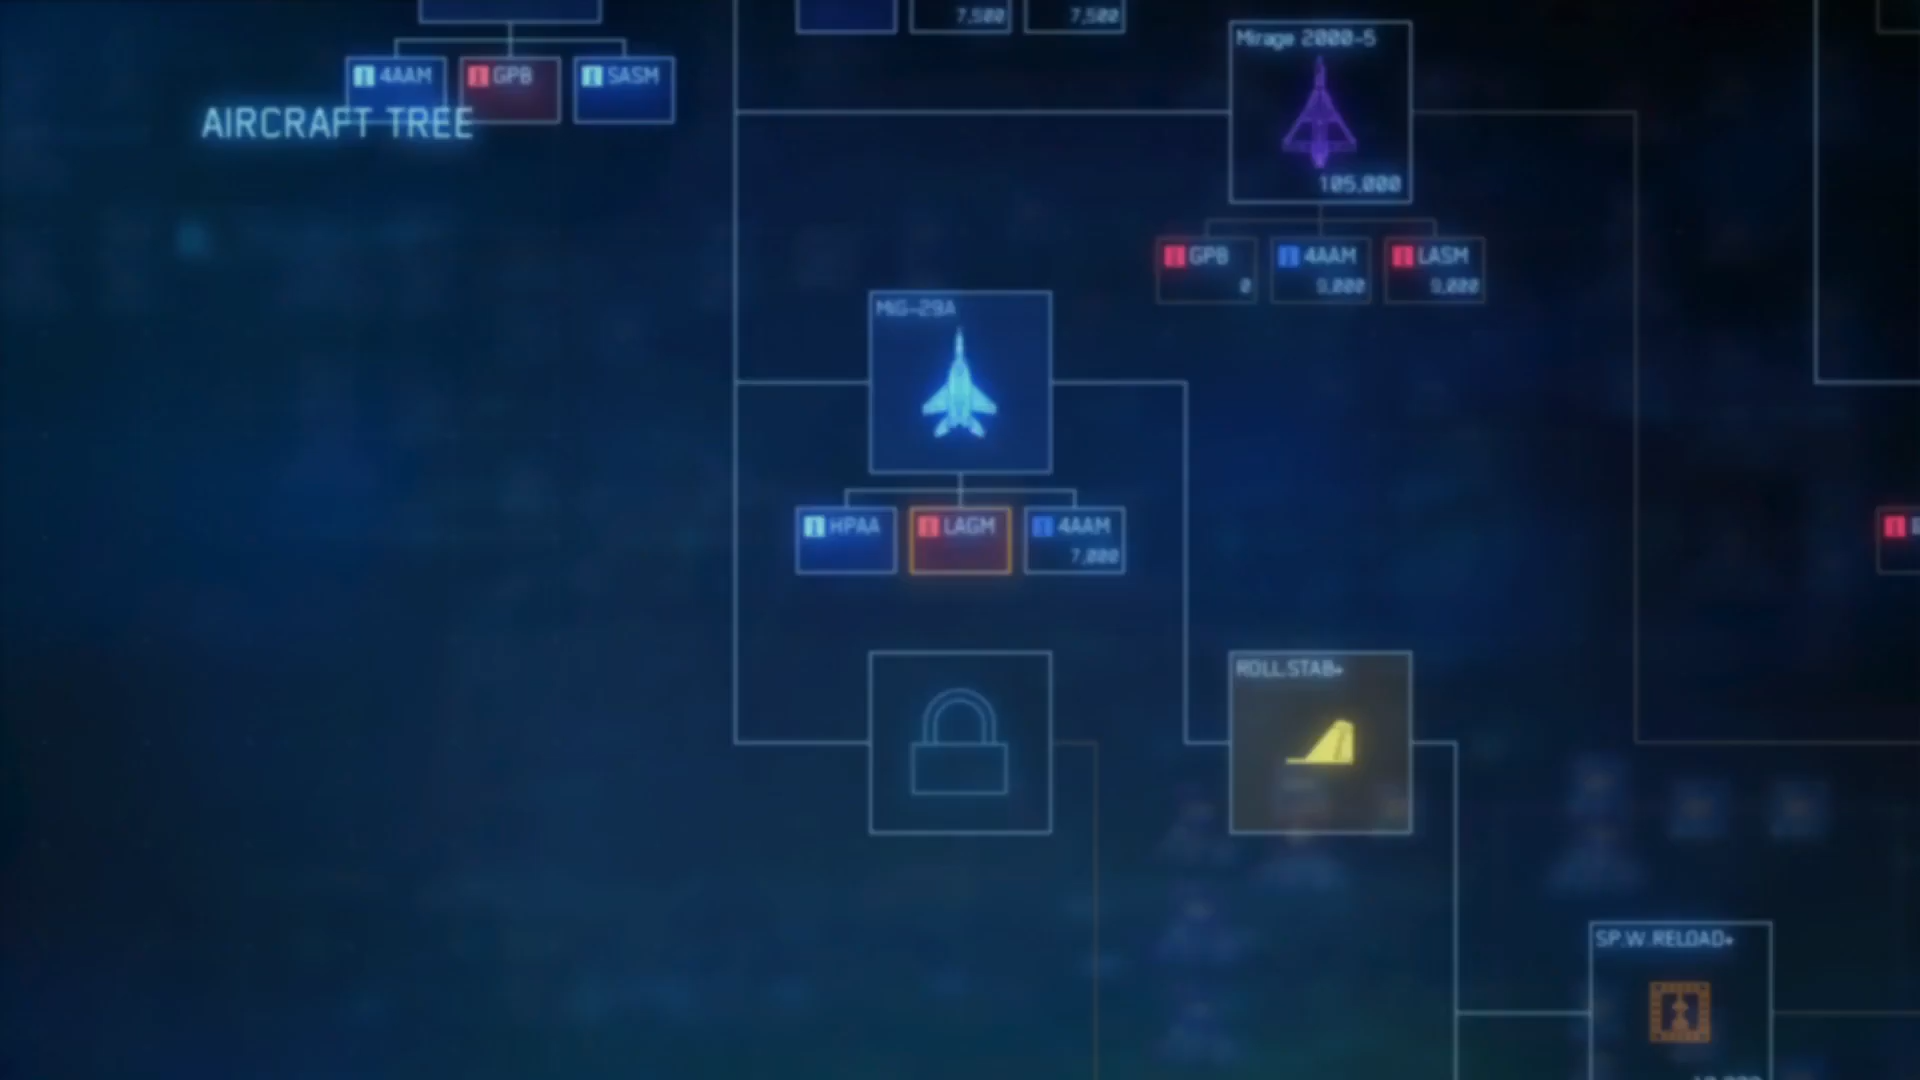 7,500
7,500
4AAM
GPB
SASM
AIRCRAFT TREE
Mirage 2000-5
105,000
GPB
0
4AAM
9,000
LASM
9,000
MiG-29A
HPAA
LAGM
4AAM
7,000
ROLL.STAB+
SP.W.RELOAD+